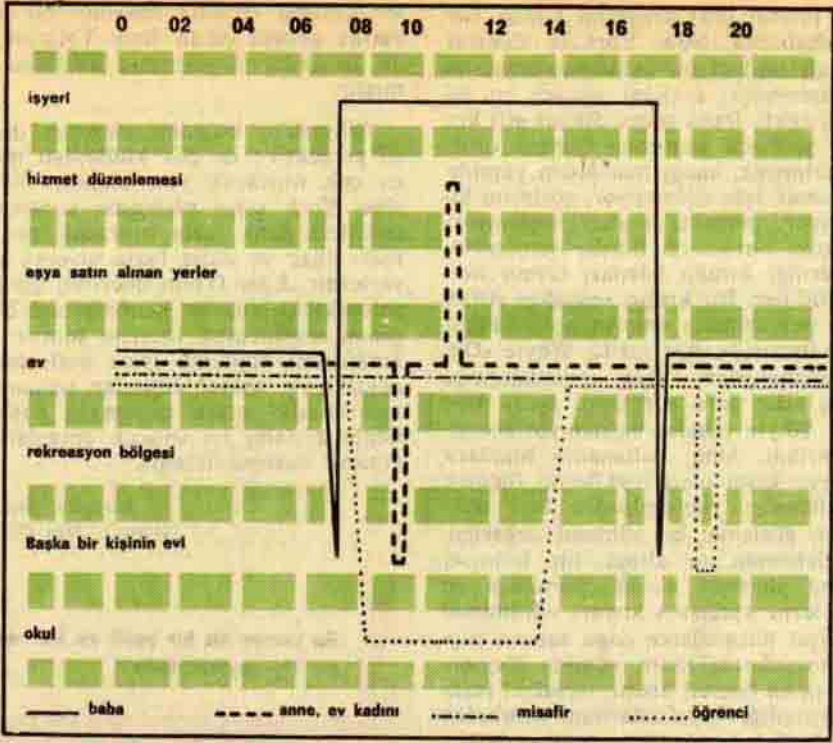 0 02 04 06 08 10 12 14 16 18 20
işyeri
hizmet düzenlemesi
eşya satın alınan yerler
ev
rekreasyon bölgesi
Başka bir kişinin evi
okul
baba anne, ev kadını misafir öğrenci